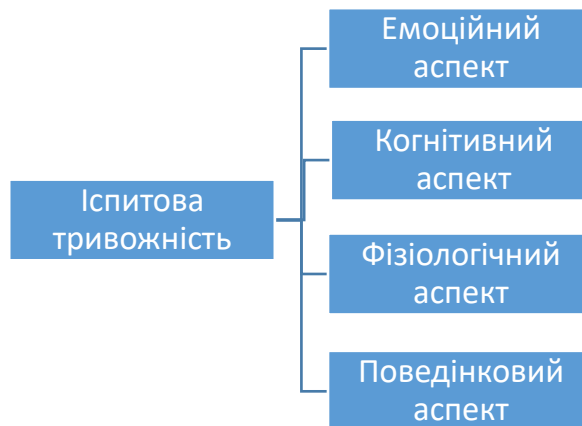 Емоційний
аспект
Когнітивний
аспект
Іспитова
тривожність
Фізіологічний
аспект
Поведінковий
аспект